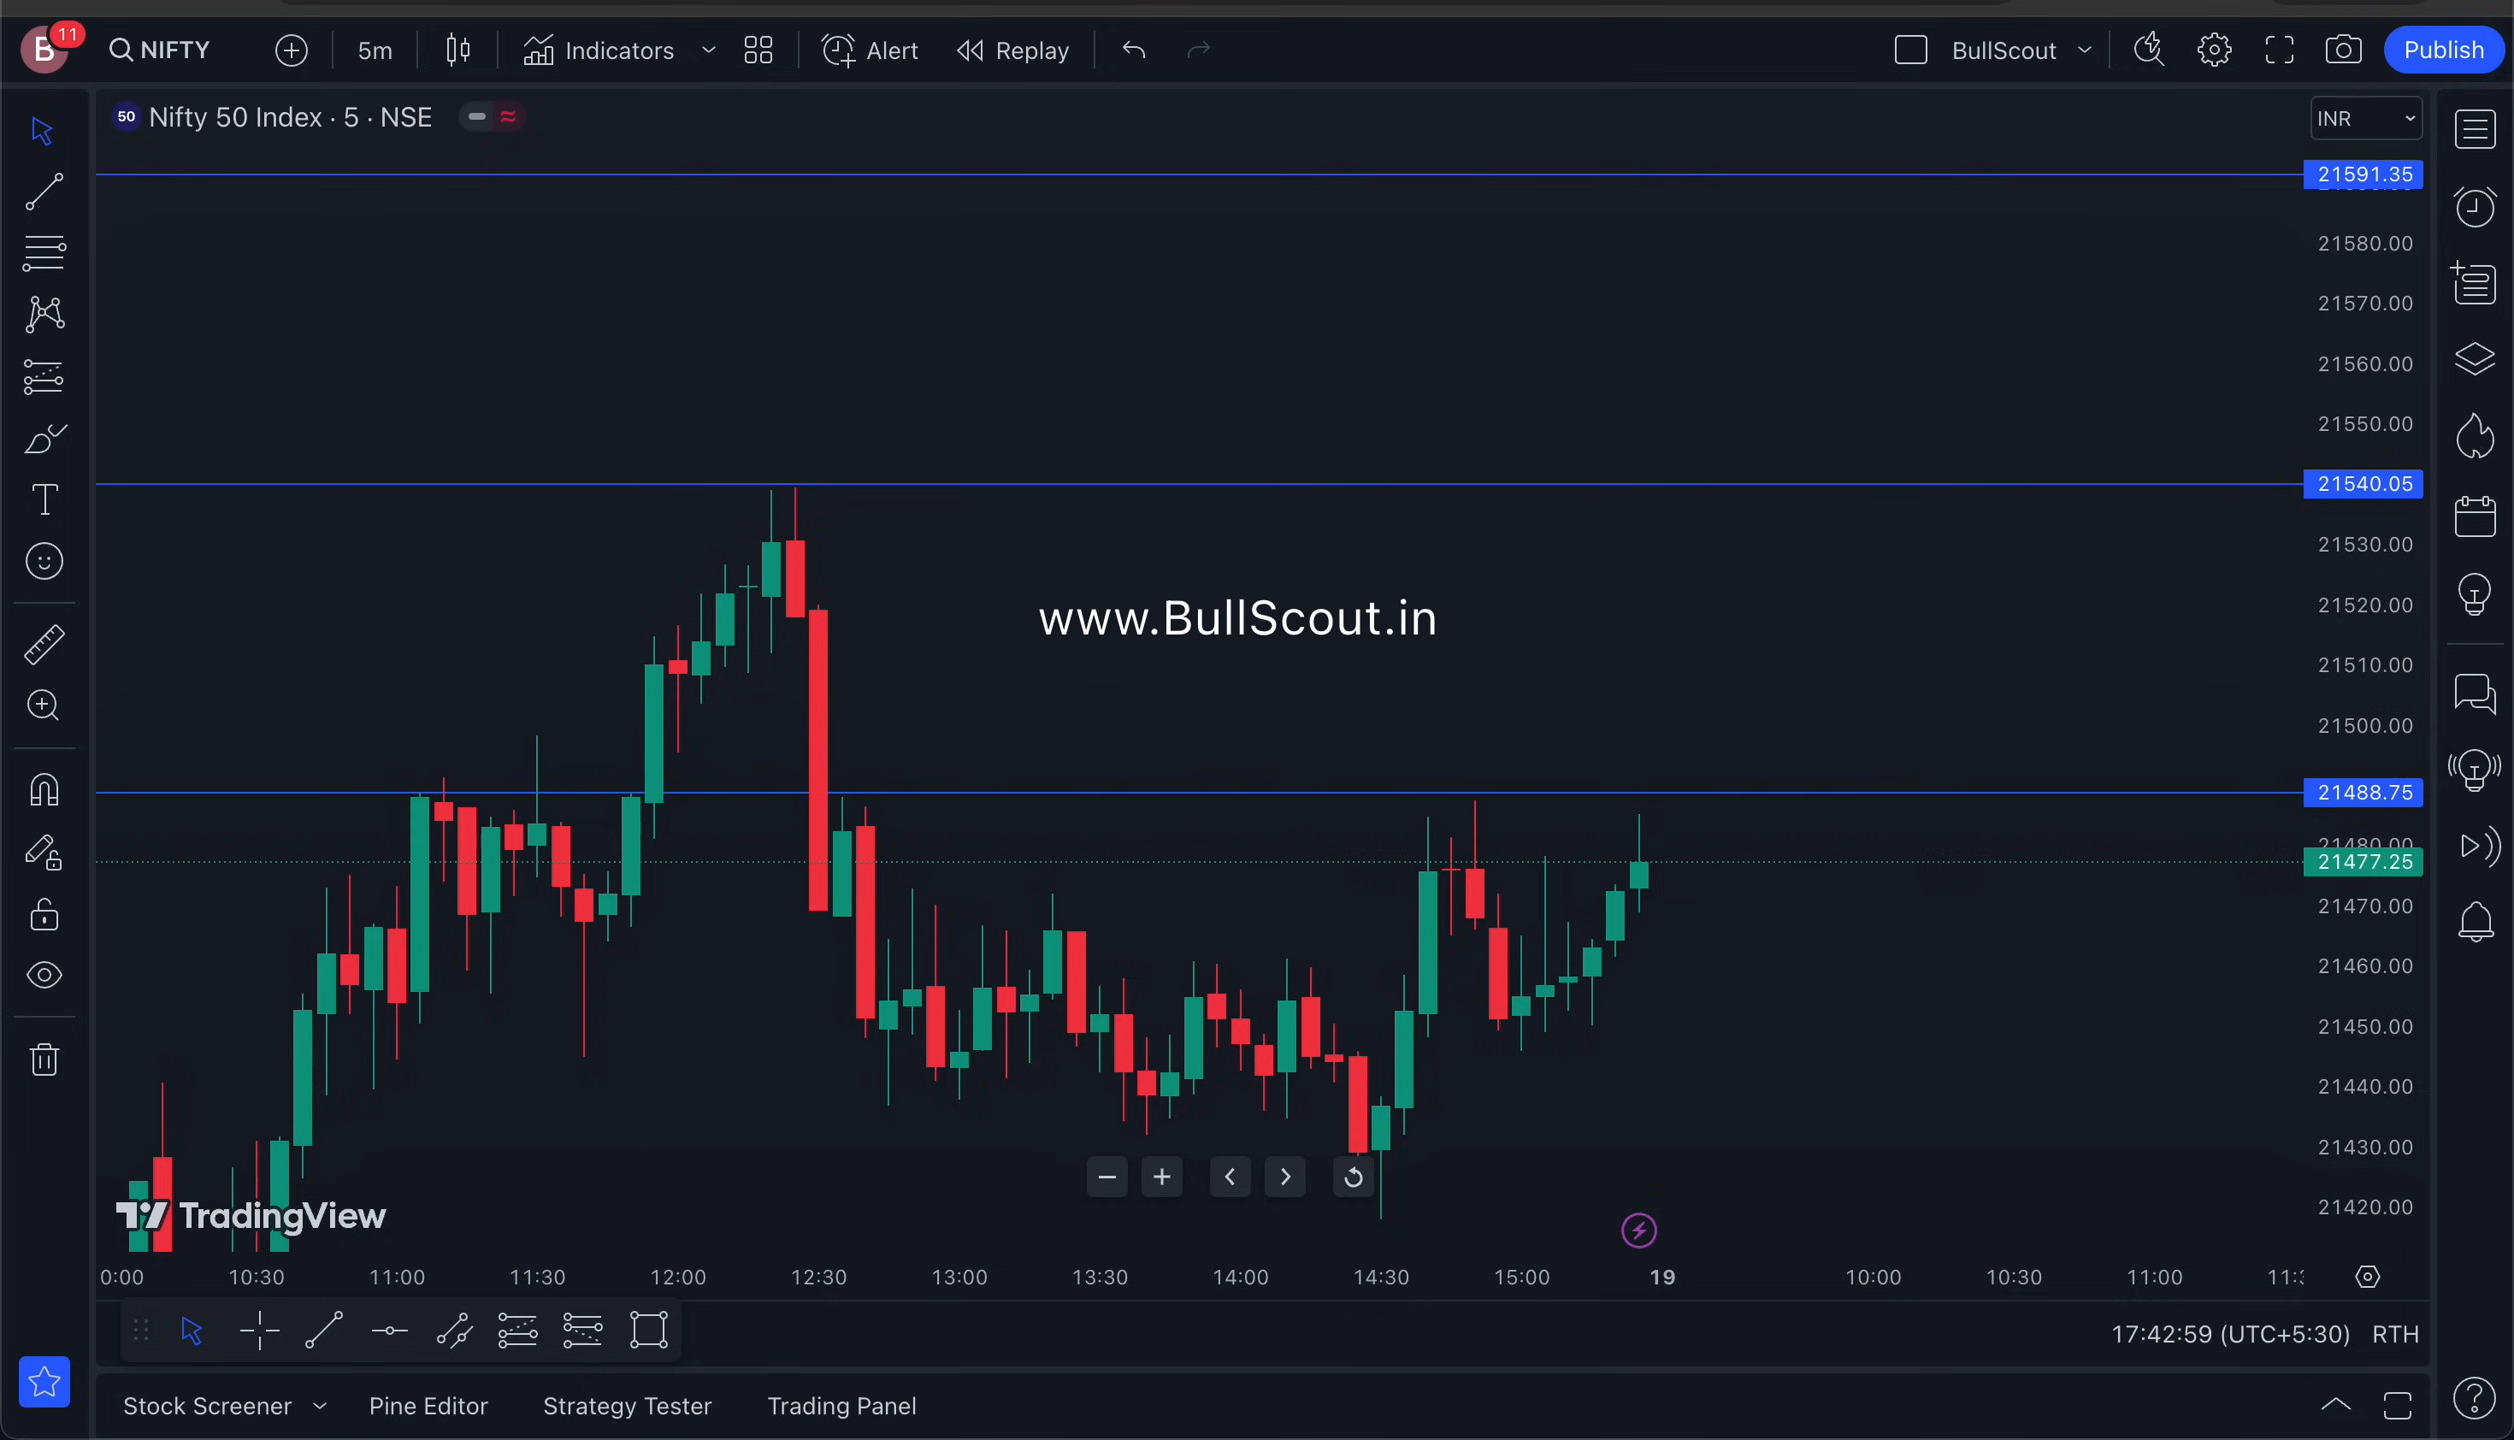 B 11 NIFTY 5m Indicators Alert Replay BullScout Publish
50 Nifty 50 Index · 5 · NSE INR
21591.35
21580.00
21570.00
21560.00
21550.00
21540.05
21530.00
21520.00
www.BullScout.in
21510.00
21500.00
21488.75
21480.00
21477.25
21470.00
21460.00
21450.00
21440.00
21430.00
21420.00
TradingView
0:00 10:30 11:00 11:30 12:00 12:30 13:00 13:30 14:00 14:30 15:00 19 10:00 10:30 11:00
17:42:59 (UTC+5:30) RTH
Stock Screener Pine Editor Strategy Tester Trading Panel